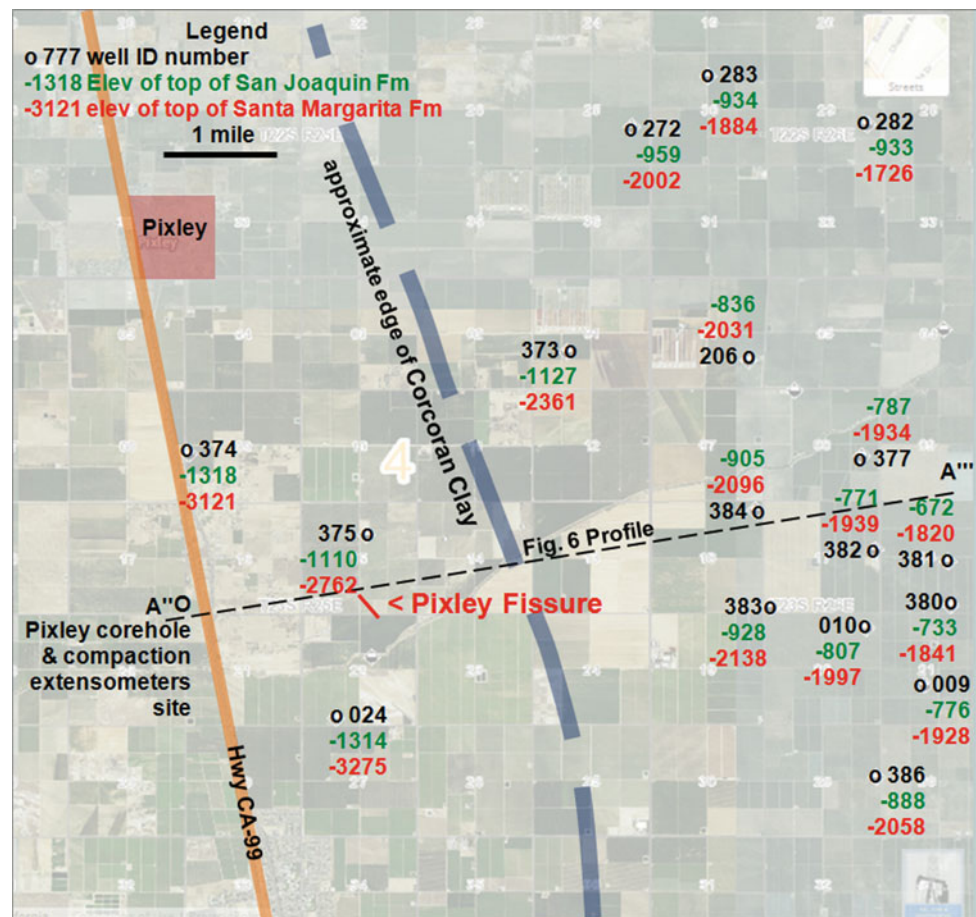 Legend
o 777 well ID number
-1318 Elev of top of San Joaquin Fm
-3121 elev of top of Santa Margarita Fm
1 mile
Streets
o 283
-934
-1884
o 272
-959
-2002
o 282
-933
-1726
Pixley
approximate edge of Corcoran Clay
-836
-2031
206 o
373 o
-1127
-2361
-787
-1934
o 377
o 374
-1318
-3121
4
-905
-2096
384 o
A'''
-771
-1939
382 o
-672
-1820
381 o
375 o
-1110
-2762
Fig. 6 Profile
< Pixley Fissure
A''O
Pixley corehole
& compaction
extensometers
site
383o
-928
-2138
010o
-807
-1997
380o
-733
-1841
o 009
-776
-1928
o 024
-1314
-3275
Hwy CA-99
o 386
-888
-2058